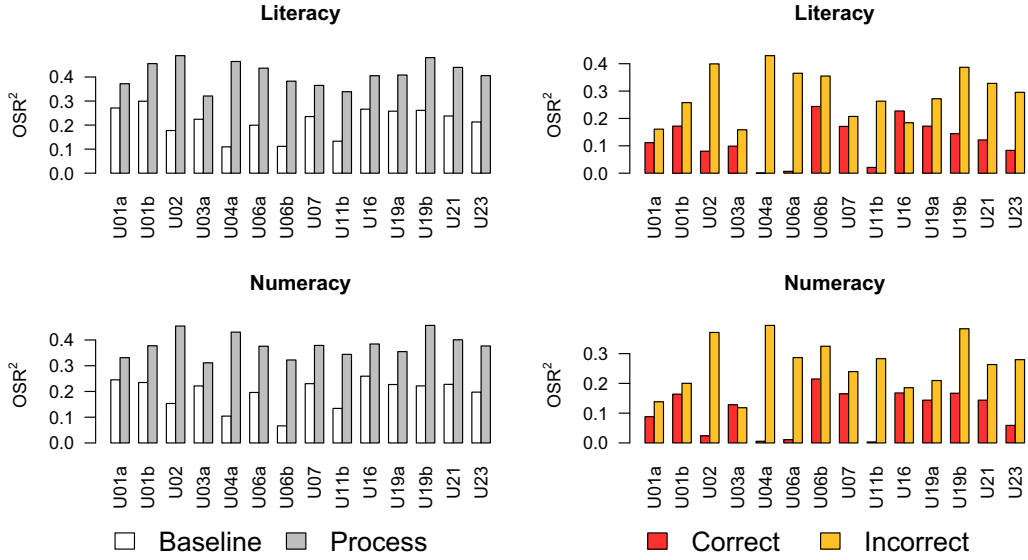 Literacy
OSR²
0.4
0.3
0.2
0.1
0.0
U01a U01b U02 U03a U04a U06a U06b U07 U11b U16 U19a U19b U21 U23
Literacy
OSR²
0.4
0.3
0.2
0.1
0.0
U01a U01b U02 U03a U04a U06a U06b U07 U11b U16 U19a U19b U21 U23
Numeracy
OSR²
0.4
0.3
0.2
0.1
0.0
U01a U01b U02 U03a U04a U06a U06b U07 U11b U16 U19a U19b U21 U23
Numeracy
OSR²
0.3
0.2
0.1
0.0
U01a U01b U02 U03a U04a U06a U06b U07 U11b U16 U19a U19b U21 U23
Baseline Process
Correct Incorrect